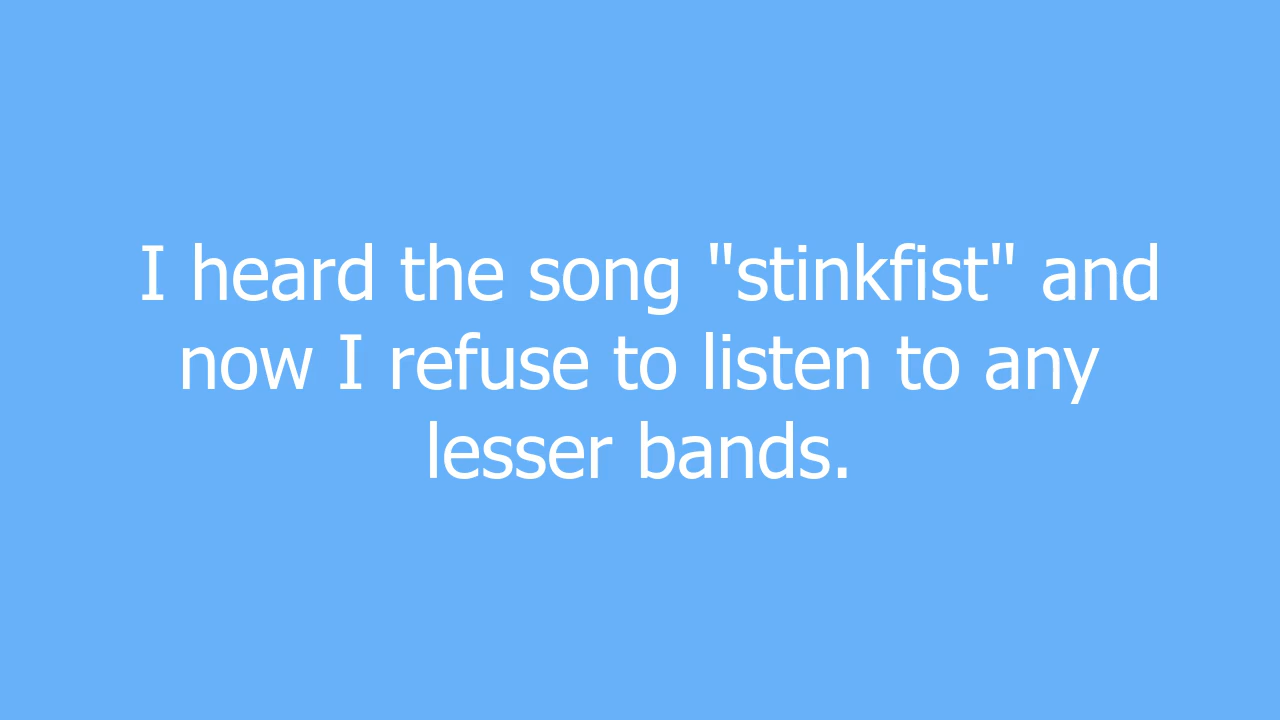 I heard the song "stinkfist" and
now I refuse to listen to any
lesser bands.